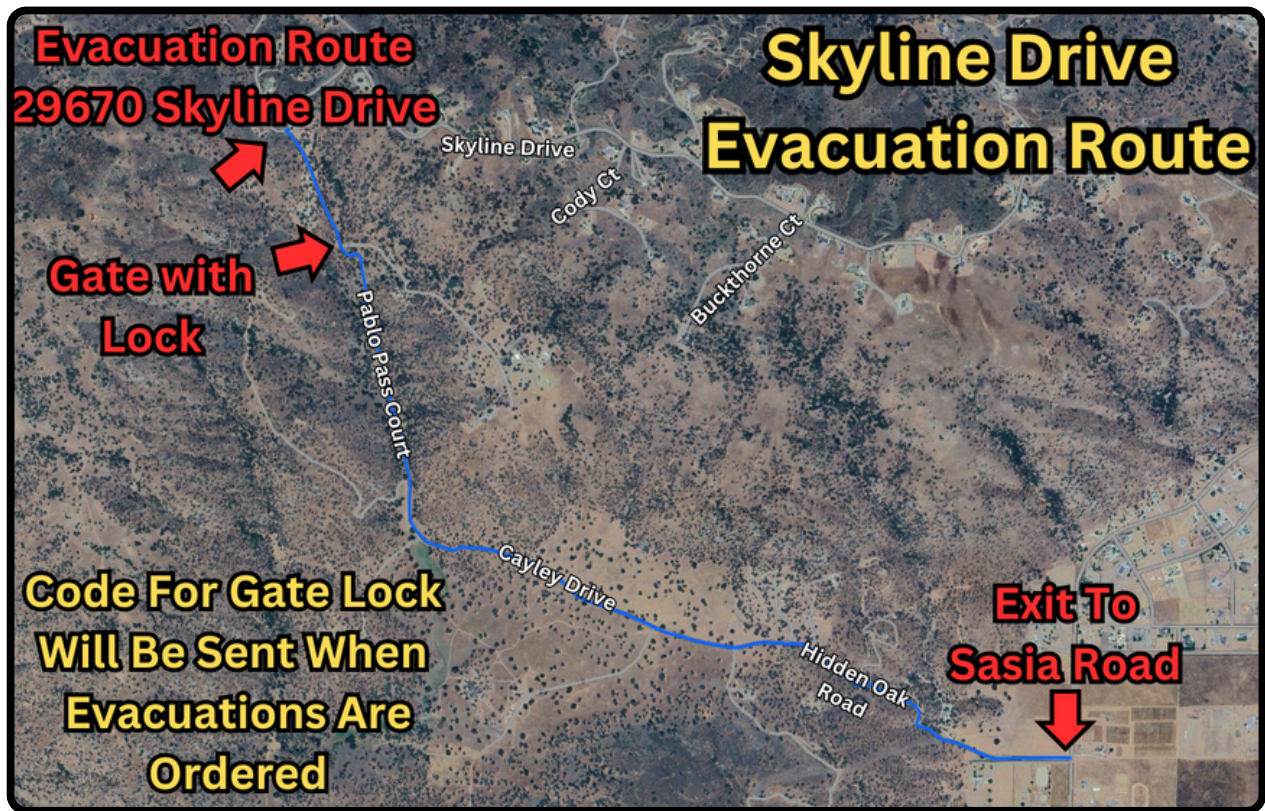 Evacuation Route
29670 Skyline Drive
Skyline Drive
Evacuation Route
Skyline Drive
Cody Ct
Buckthorne Ct
Gate with
Lock
Pablo Pass Court
Cayley Drive
Hidden Oak
Road
Code For Gate Lock
Will Be Sent When
Evacuations Are
Ordered
Exit To
Sasia Road